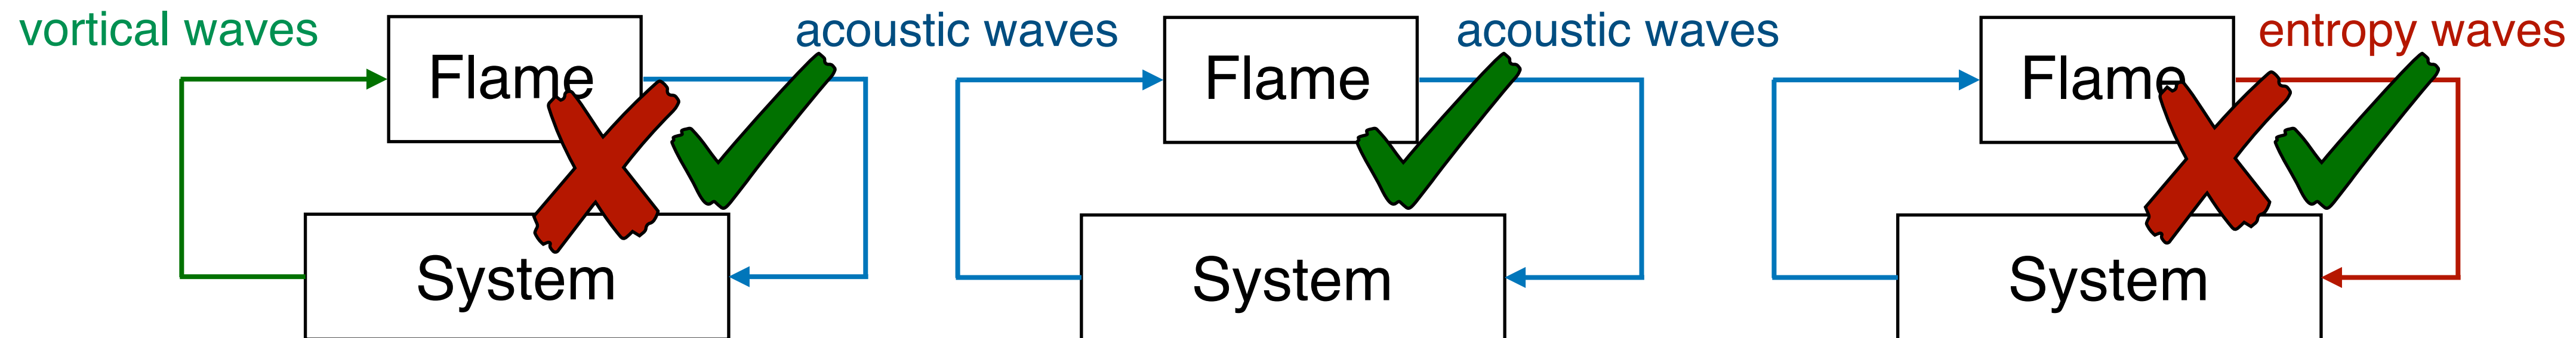 vortical waves
Flame
acoustic waves
Flame
acoustic waves
Flame
entropy waves
System
System
System